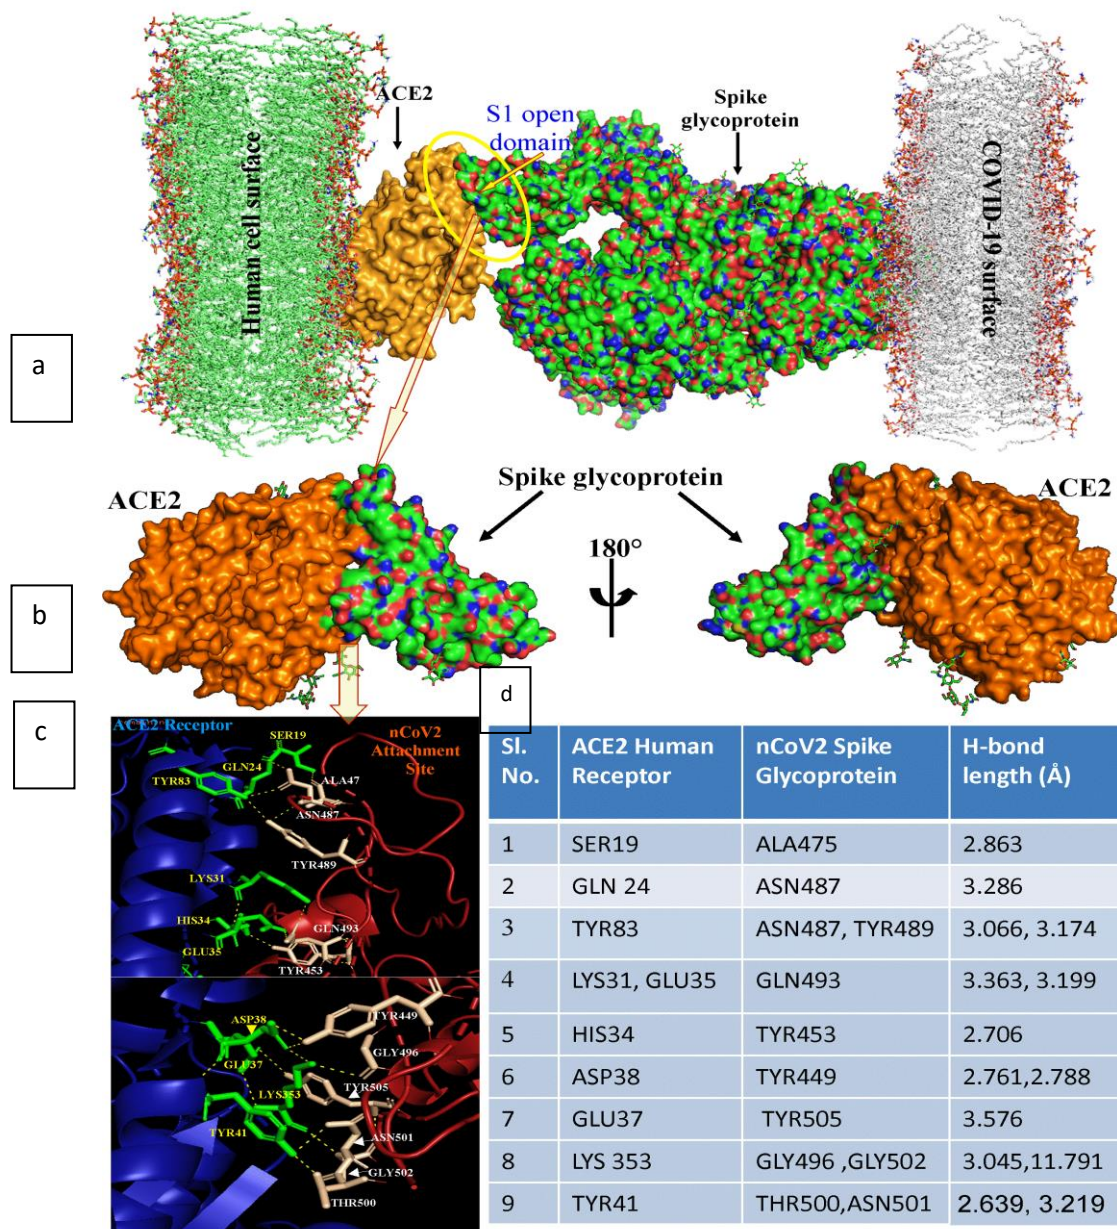 ACE2
S1 open
domain
Spike
glycoprotein
Human cell surface
COVID-19 surface
a
ACE2
Spike glycoprotein
ACE2
180°
b
c
d
ACE2 Receptor
nCoV2
Attachment
Site
SER19
GLN24
TYR83
ALA47
ASN487
TYR489
LYS31
HIS34
GLN493
GLU35
TYR453
TYR449
ASP38
GLY496
GLU37
TYR505
LYS353
TYR41
ASN501
GLY502
THR500
Sl. No. ACE2 Human Receptor nCoV2 Spike Glycoprotein H-bond length (Å)
1 SER19 ALA475 2.863
2 GLN 24 ASN487 3.286
3 TYR83 ASN487, TYR489 3.066, 3.174
4 LYS31, GLU35 GLN493 3.363, 3.199
5 HIS34 TYR453 2.706
6 ASP38 TYR449 2.761,2.788
7 GLU37 TYR505 3.576
8 LYS 353 GLY496 ,GLY502 3.045,11.791
9 TYR41 THR500,ASN501 2.639, 3.219